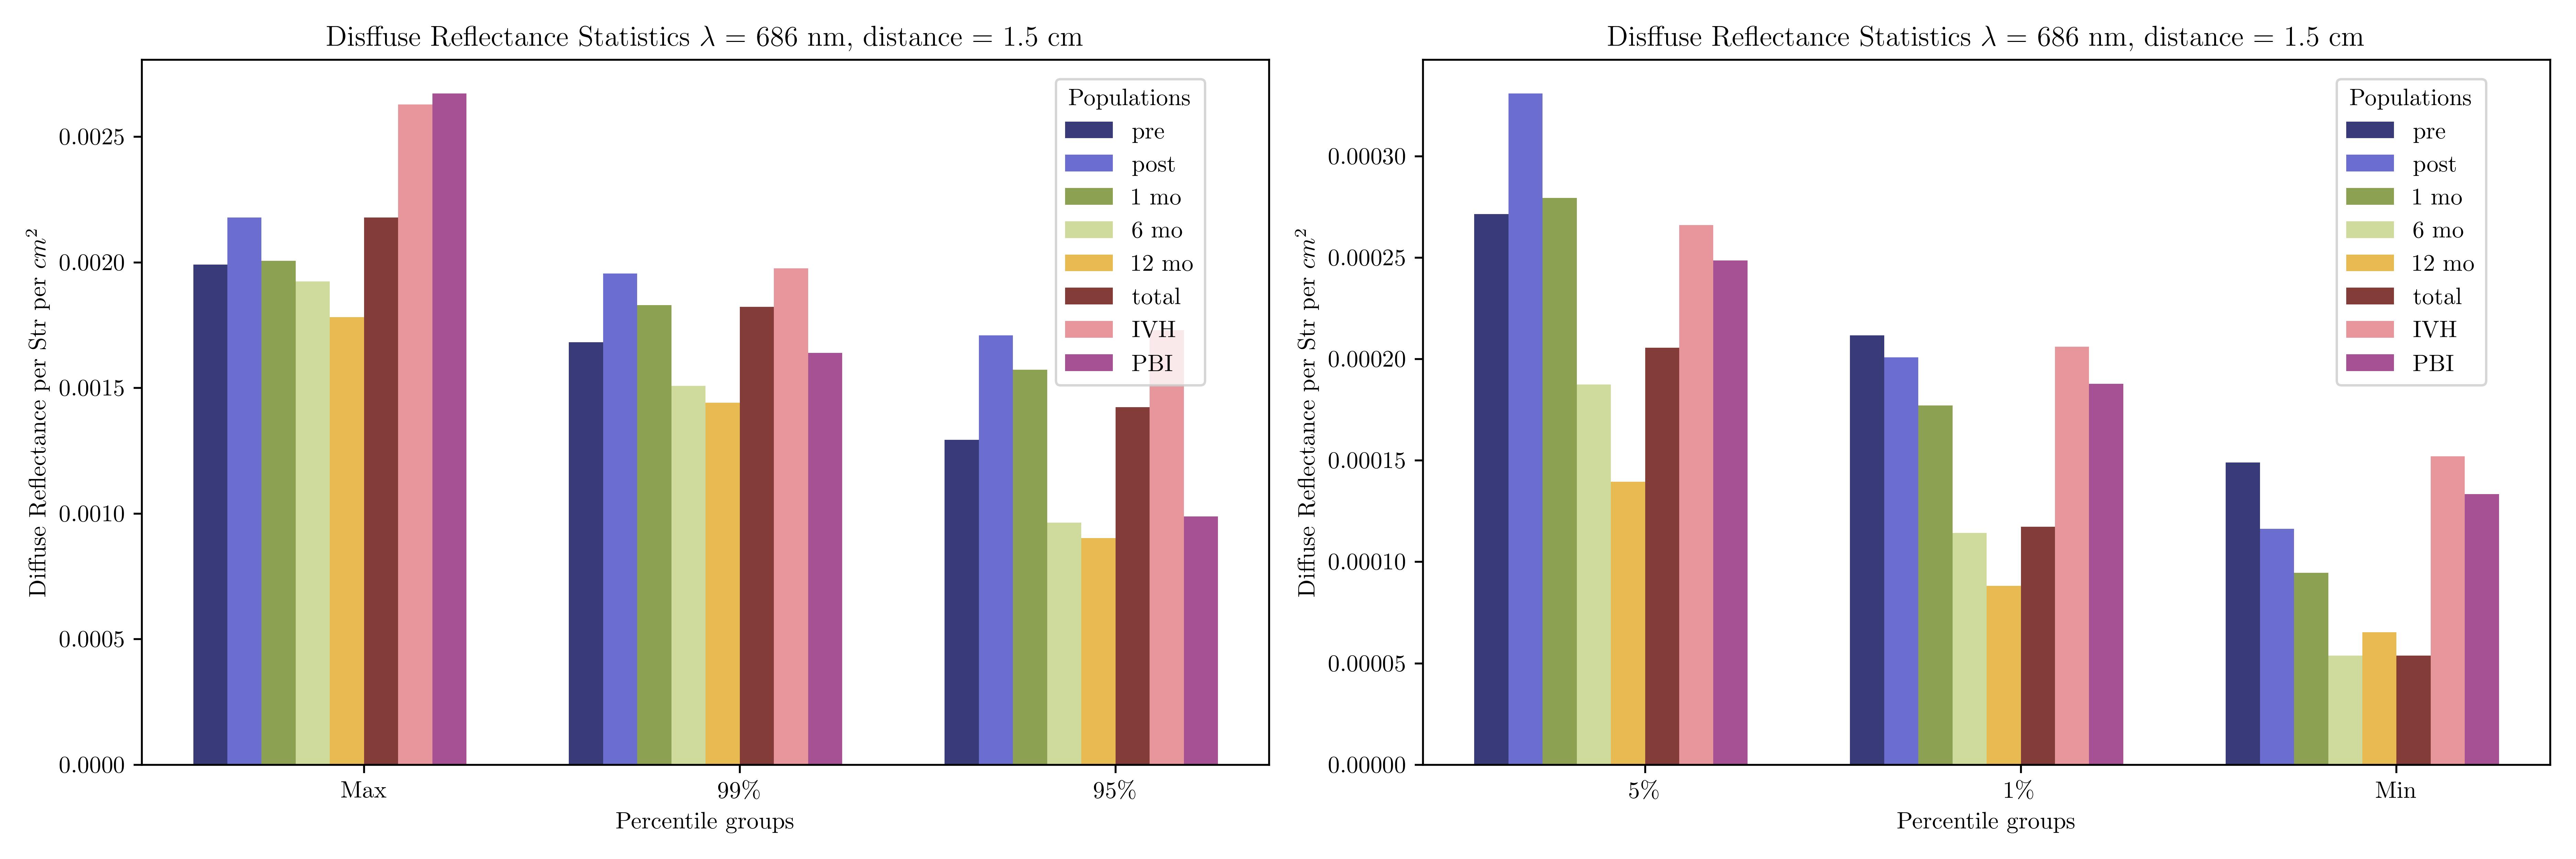 Disffuse Reflectance Statistics λ = 686 nm, distance = 1.5 cm
Diffuse Reflectance per Str per cm²
0.0025
0.0020
0.0015
0.0010
0.0005
0.0000
Populations
pre
post
1 mo
6 mo
12 mo
total
IVH
PBI
Max
99%
95%
Percentile groups
Disffuse Reflectance Statistics λ = 686 nm, distance = 1.5 cm
Diffuse Reflectance per Str per cm²
0.00030
0.00025
0.00020
0.00015
0.00010
0.00005
0.00000
Populations
pre
post
1 mo
6 mo
12 mo
total
IVH
PBI
5%
1%
Min
Percentile groups